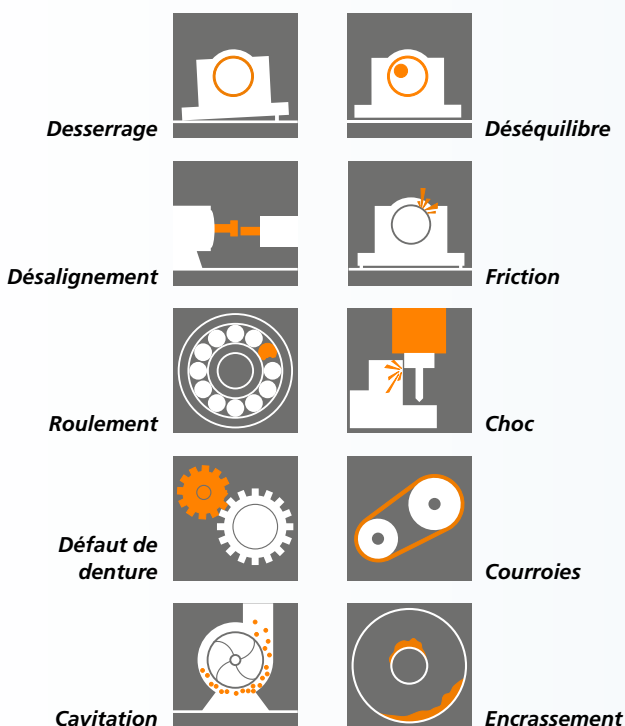 Desserrage
Déséquilibre
Désalignement
Friction
Roulement
Choc
Défaut de
denture
Courroies
Cavitation
Encrassement